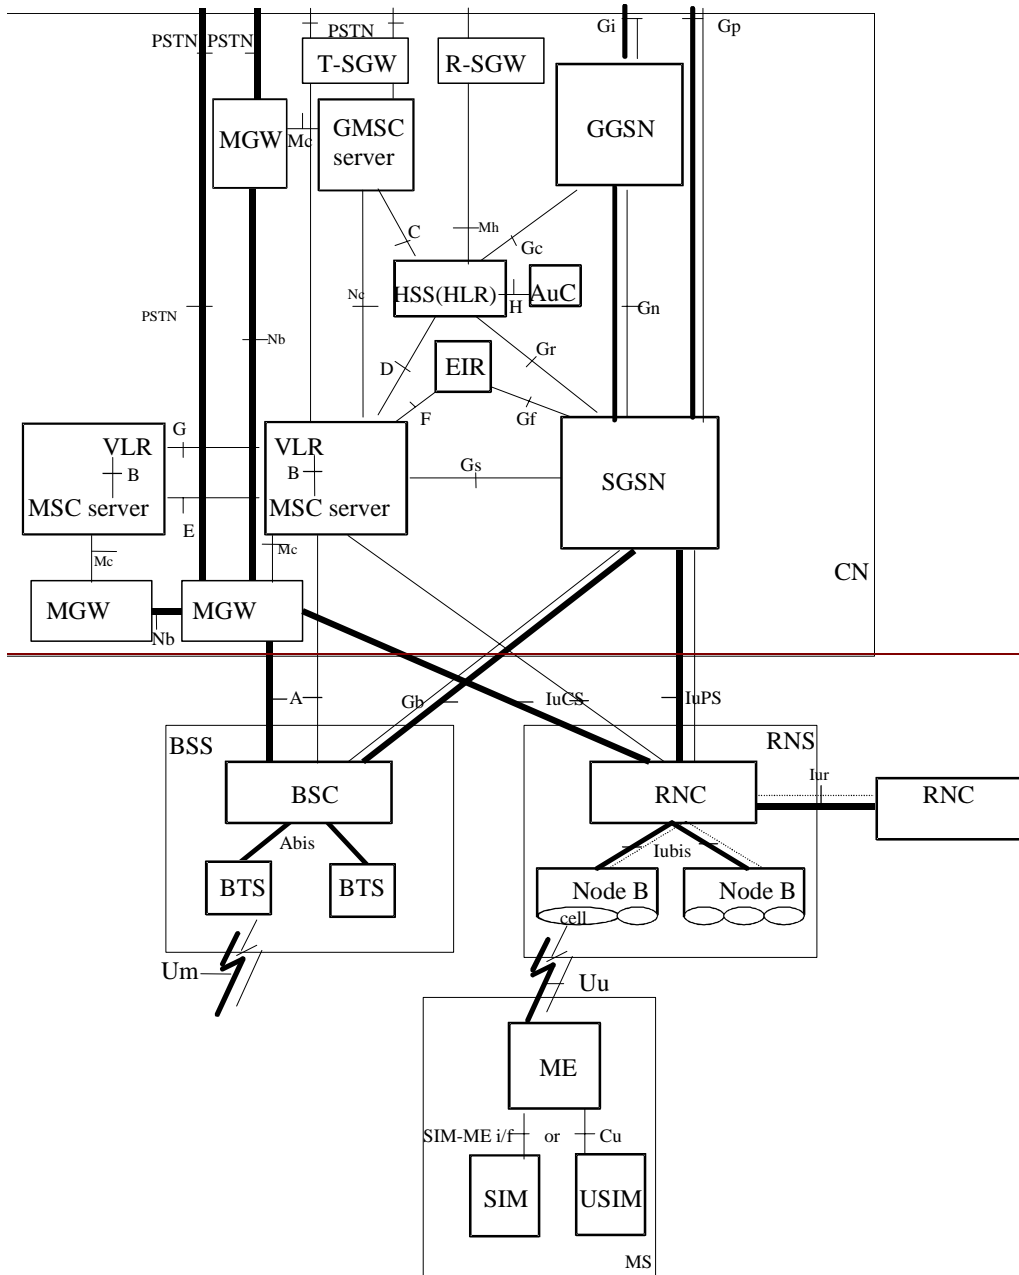 Gi
Gp
PSTN
PSTN
PSTN
T-SGW
R-SGW
MGW
Mc
GMSC
server
GGSN
C
Mh
Gc
HSS(HLR)
H
AuC
Nc
Gn
PSTN
Nb
D
EIR
Gr
F
Gf
G
VLR
B
MSC server
E
VLR
B
MSC server
Gs
SGSN
Mc
Mc
CN
MGW
Nb
MGW
A
Gb
IuCS
IuPS
BSS
RNS
BSC
RNC
Iur
RNC
Abis
Iubis
BTS
BTS
Node B
Node B
cell
Um
Uu
ME
SIM-ME i/f
or
Cu
SIM
USIM
MS